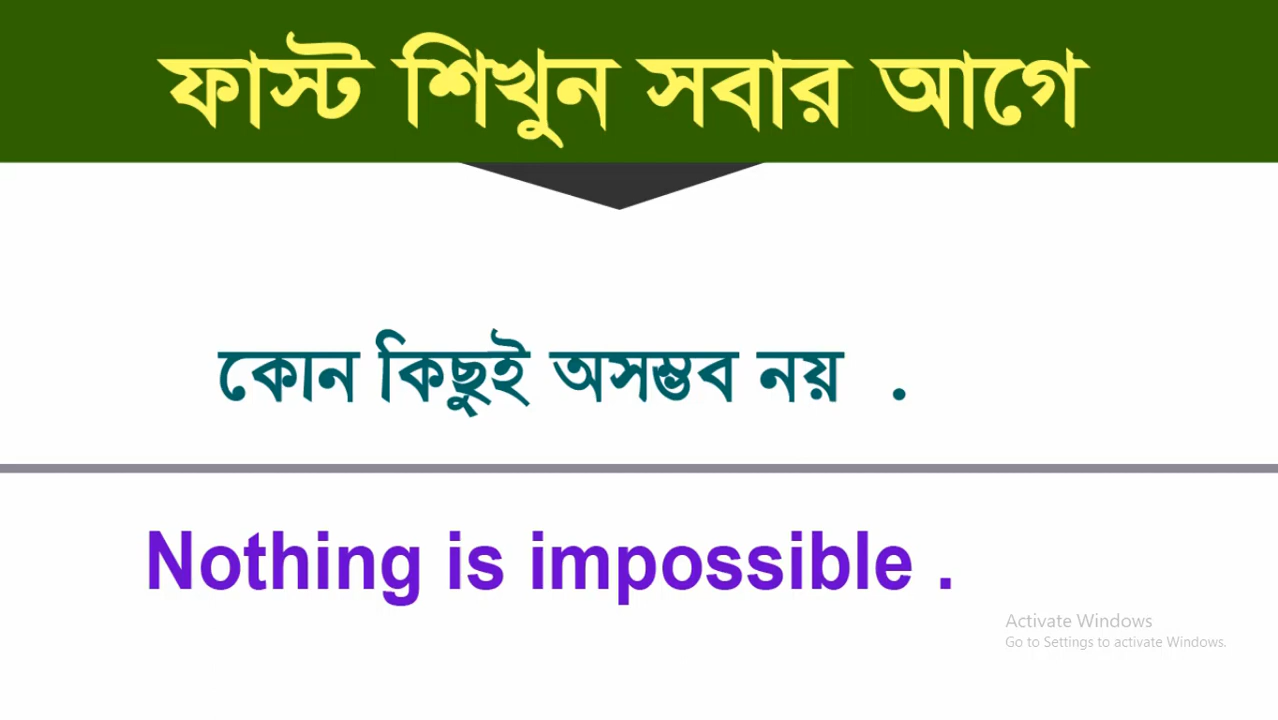 ফাস্ট শিখুন সবার আগে
কোন কিছুই অসম্ভব নয় .
Nothing is impossible .
Activate Windows
Go to Settings to activate Windows.